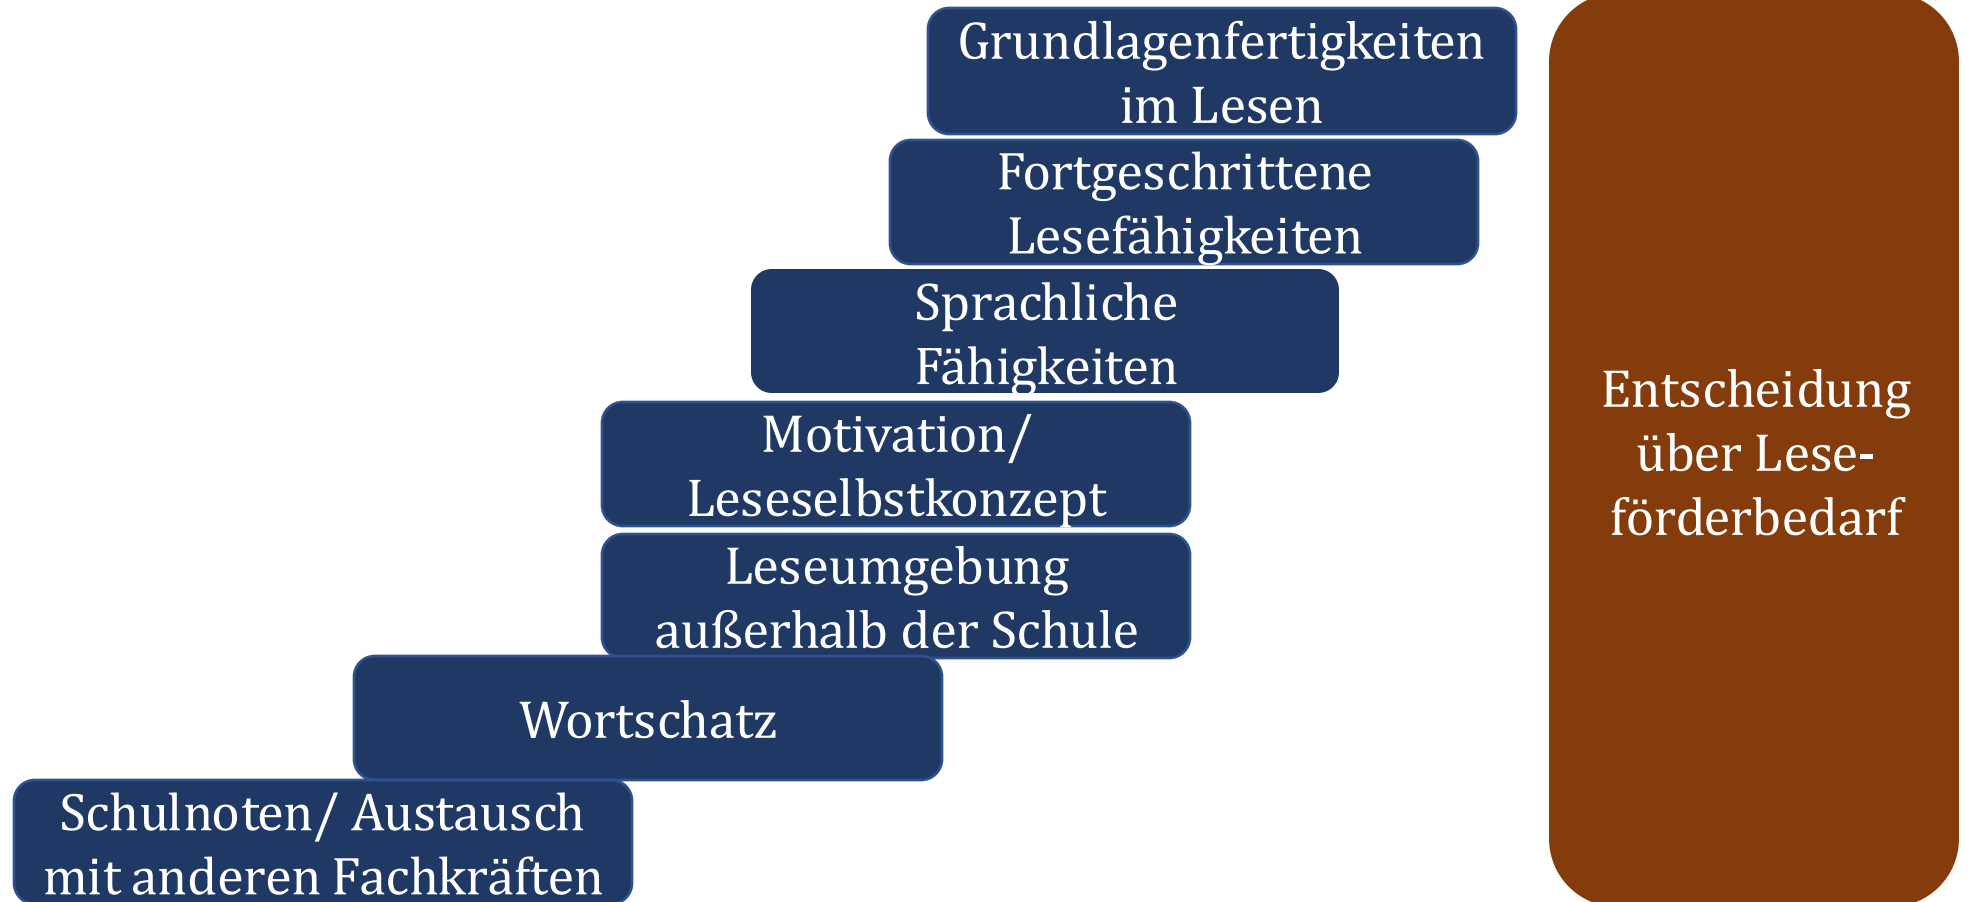 Grundlagenfertigkeiten
im Lesen
Fortgeschrittene
Lesefähigkeiten
Sprachliche
Fähigkeiten
Motivation/
Leseselbstkonzept
Leseumgebung
außerhalb der Schule
Wortschatz
Schulnoten/ Austausch
mit anderen Fachkräften
Entscheidung
über Lese-
förderbedarf